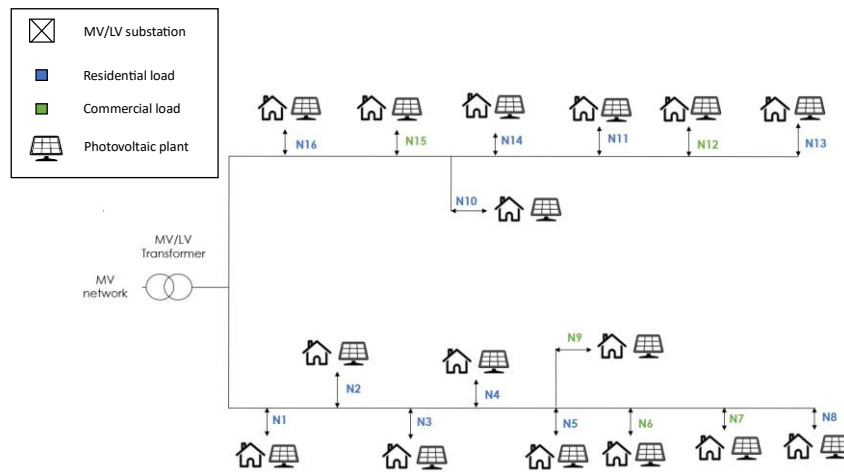 MV/LV substation
Residential load
Commercial load
Photovoltaic plant
N16
N15
N14
N11
N12
N13
N10
MV/LV
Transformer
MV
network
N9
N2
N4
N1
N3
N5
N6
N7
N8